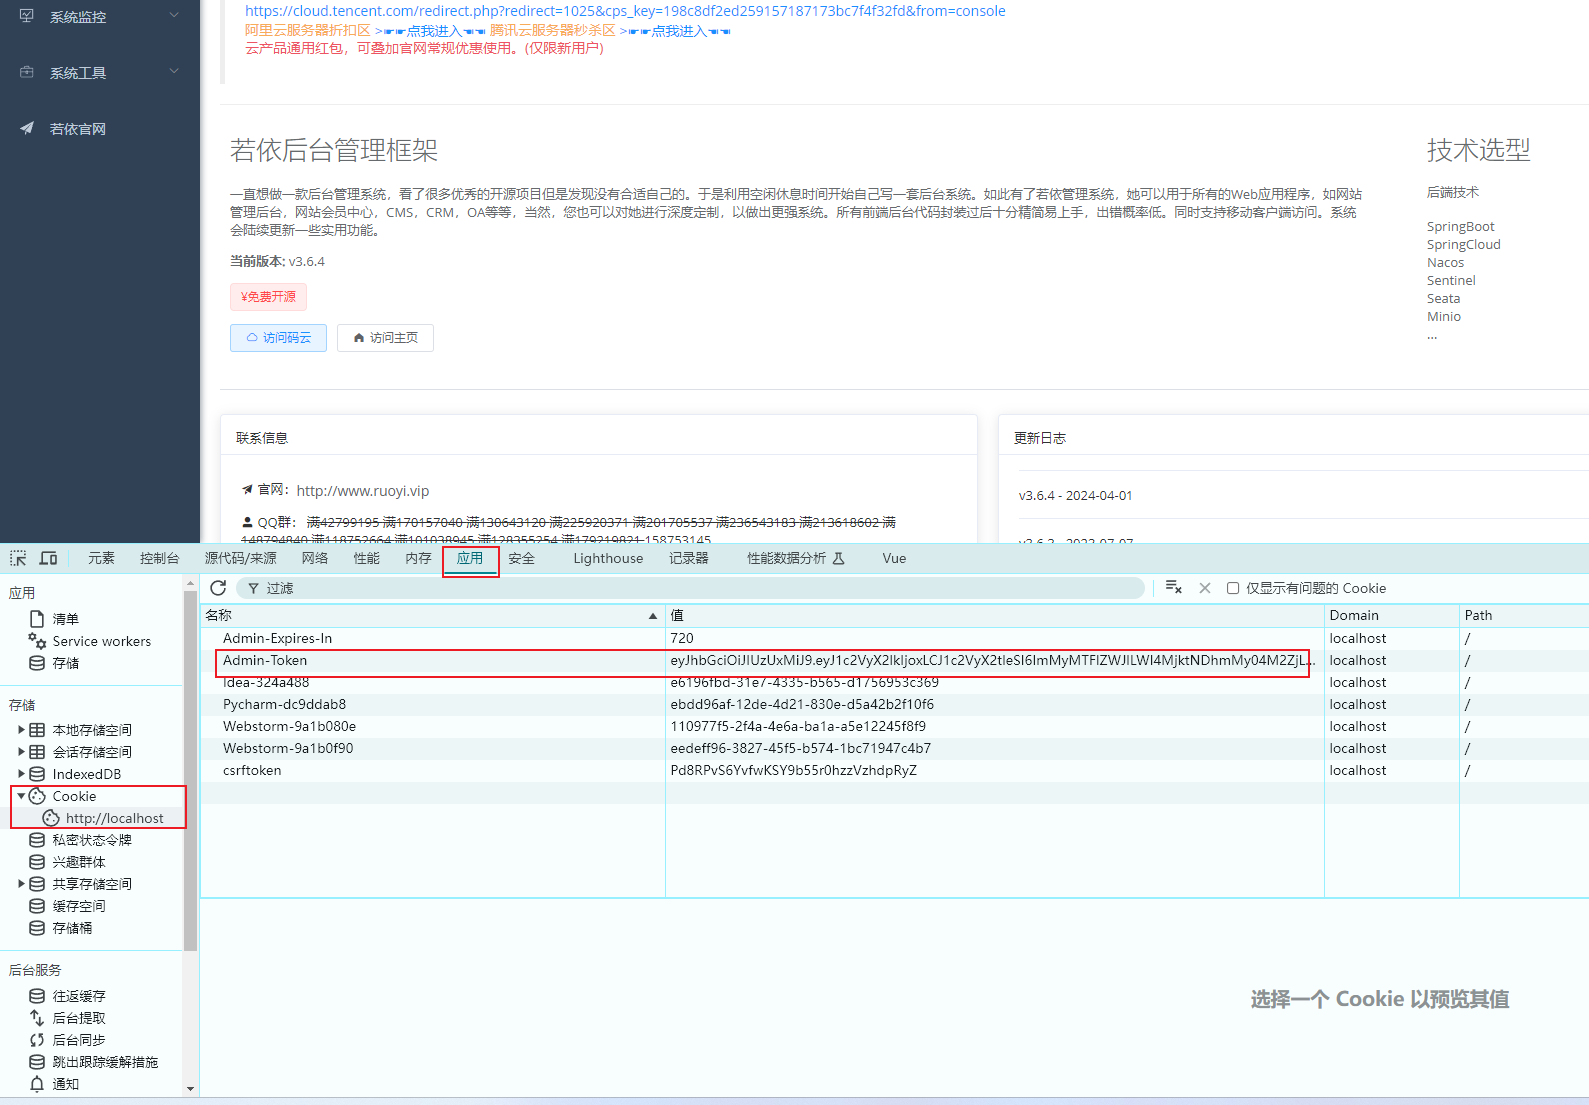 系统监控
系统工具
若依官网
https://cloud.tencent.com/redirect.php?redirect=1025&cps_key=198c8df2ed259157187173bc7f4f32fd&from=console
阿里云服务器折扣区 >☛☛点我进入☚☚ 腾讯云服务器秒杀区 >☛☛点我进入☚☚
云产品通用红包，可叠加官网常规优惠使用。(仅限新用户)
若依后台管理框架
一直想做一款后台管理系统，看了很多优秀的开源项目但是发现没有合适自己的。于是利用空闲休息时间开始自己写一套后台系统。如此有了若依管理系统，她可以用于所有的Web应用程序，如网站
管理后台，网站会员中心，CMS，CRM，OA等等，当然，您也可以对她进行深度定制，以做出更强系统。所有前端后台代码封装过后十分精简易上手，出错概率低。同时支持移动客户端访问。系统
会陆续更新一些实用功能。
当前版本: v3.6.4
¥免费开源
访问码云
访问主页
技术选型
后端技术
SpringBoot
SpringCloud
Nacos
Sentinel
Seata
Minio
...
联系信息
官网：http://www.ruoyi.vip
QQ群： 满42799195 满170157040 满130643120 满225920371 满201705537 满236543183 满213618602 满
148794840 满118752664 满101038945 满128355254 满179219821 158753145
更新日志
v3.6.4 - 2024-04-01
v3.6.3 - 2023-07-07
元素 控制台 源代码/来源 网络 性能 内存 应用 安全 Lighthouse 记录器 性能数据分析 Vue
应用
清单
Service workers
存储
存储
本地存储空间
会话存储空间
IndexedDB
Cookie
http://localhost
私密状态令牌
兴趣群体
共享存储空间
缓存空间
存储桶
后台服务
往返缓存
后台提取
后台同步
跳出跟踪缓解措施
通知
过滤
仅显示有问题的 Cookie
名称 值 Domain Path
Admin-Expires-In 720 localhost /
Admin-Token eyJhbGciOiJIUzUxMiJ9.eyJ1c2VyX2lkIjoxLCJ1c2VyX2tleSI6ImMyMTFlZWJlLWI4MjktNDhmMy04M2ZjL... localhost /
Idea-324a488 e6196fbd-31e7-4335-b565-d1756953c369 localhost /
Pycharm-dc9ddab8 ebdd96af-12de-4d21-830e-d5a42b2f10f6 localhost /
Webstorm-9a1b080e 110977f5-2f4a-4e6a-ba1a-a5e12245f8f9 localhost /
Webstorm-9a1b0f90 eedeff96-3827-45f5-b574-1bc71947c4b7 localhost /
csrftoken Pd8RPvS6YvfwKSY9b55r0hzzVzhdpRyZ localhost /
选择一个 Cookie 以预览其值